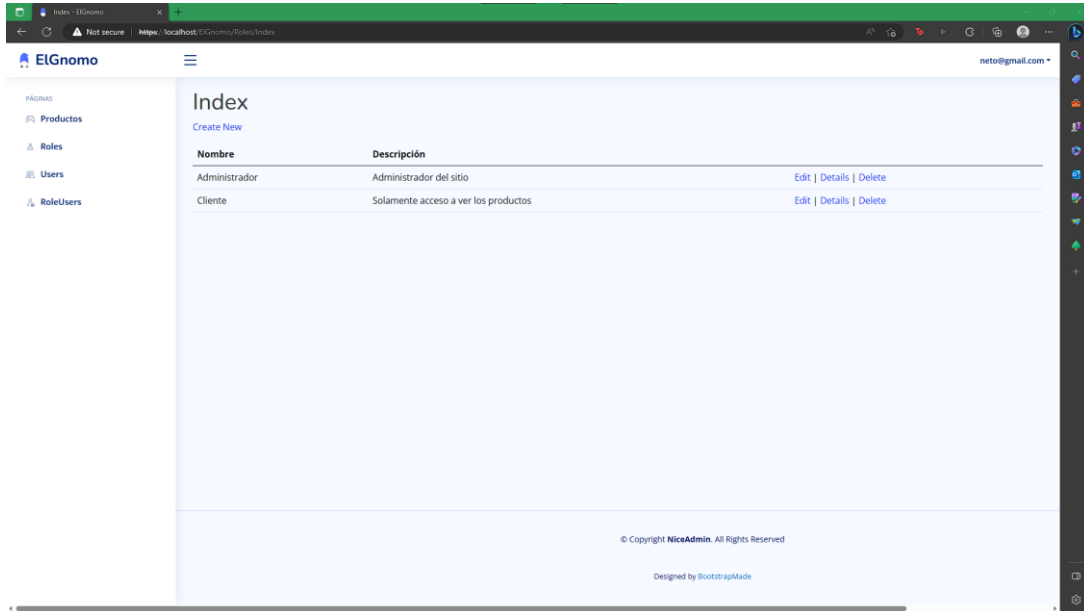 Index - ElGnomo
Not secure | https://localhost/ElGnomo/Roles/Index
ElGnomo
neto@gmail.com
PÁGINAS
Productos
Roles
Users
RoleUsers
Index
Create New
Nombre Descripción
Administrador Administrador del sitio Edit | Details | Delete
Cliente Solamente acceso a ver los productos Edit | Details | Delete
© Copyright NiceAdmin. All Rights Reserved
Designed by BootstrapMade